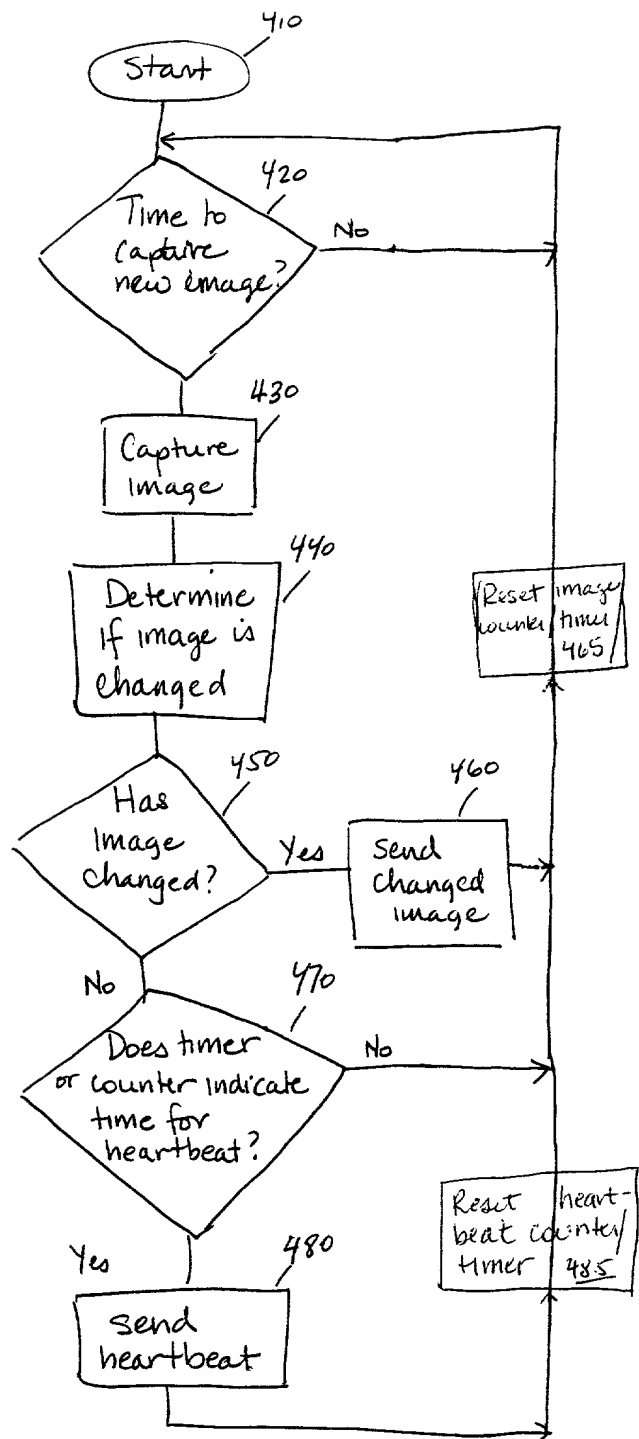 410
Start
420
Time to
capture
new image?
No
430
Capture
Image
440
Determine
if image is
changed
Reset image
counter/timer
465
450
Has
image
changed?
Yes
460
Send
changed
image
No
470
Does timer
or counter indicate
time for
heartbeat?
No
Reset heart-
beat counter/
timer 485
Yes
480
Send
heartbeat